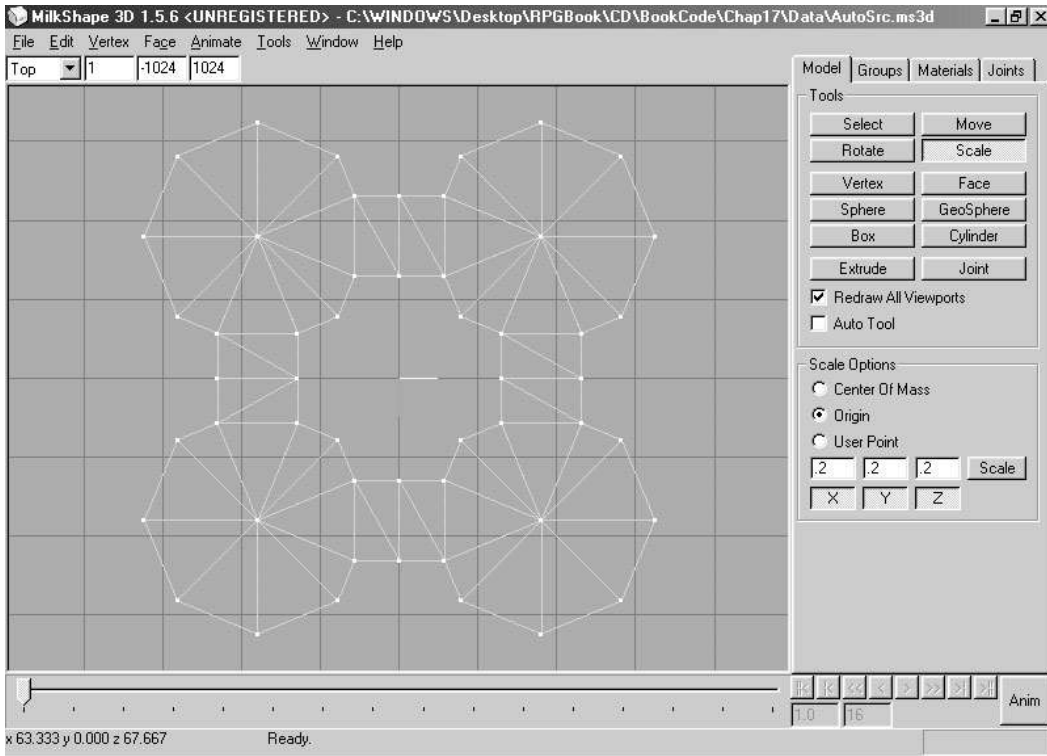 MilkShape 3D 1.5.6 <UNREGISTERED> - C:\WINDOWS\Desktop\RPGBook\CD\BookCode\Chap17\Data\AutoSrc.ms3d
File Edit Vertex Face Animate Tools Window Help
Top 1 -1024 1024
Model Groups Materials Joints
Tools
Select Move
Rotate Scale
Vertex Face
Sphere GeoSphere
Box Cylinder
Extrude Joint
Redraw All Viewports
Auto Tool
Scale Options
Center Of Mass
Origin
User Point
.2 .2 .2 Scale
X Y Z
Anim
1.0 16
x 63.333 y 0.000 z 67.667 Ready.